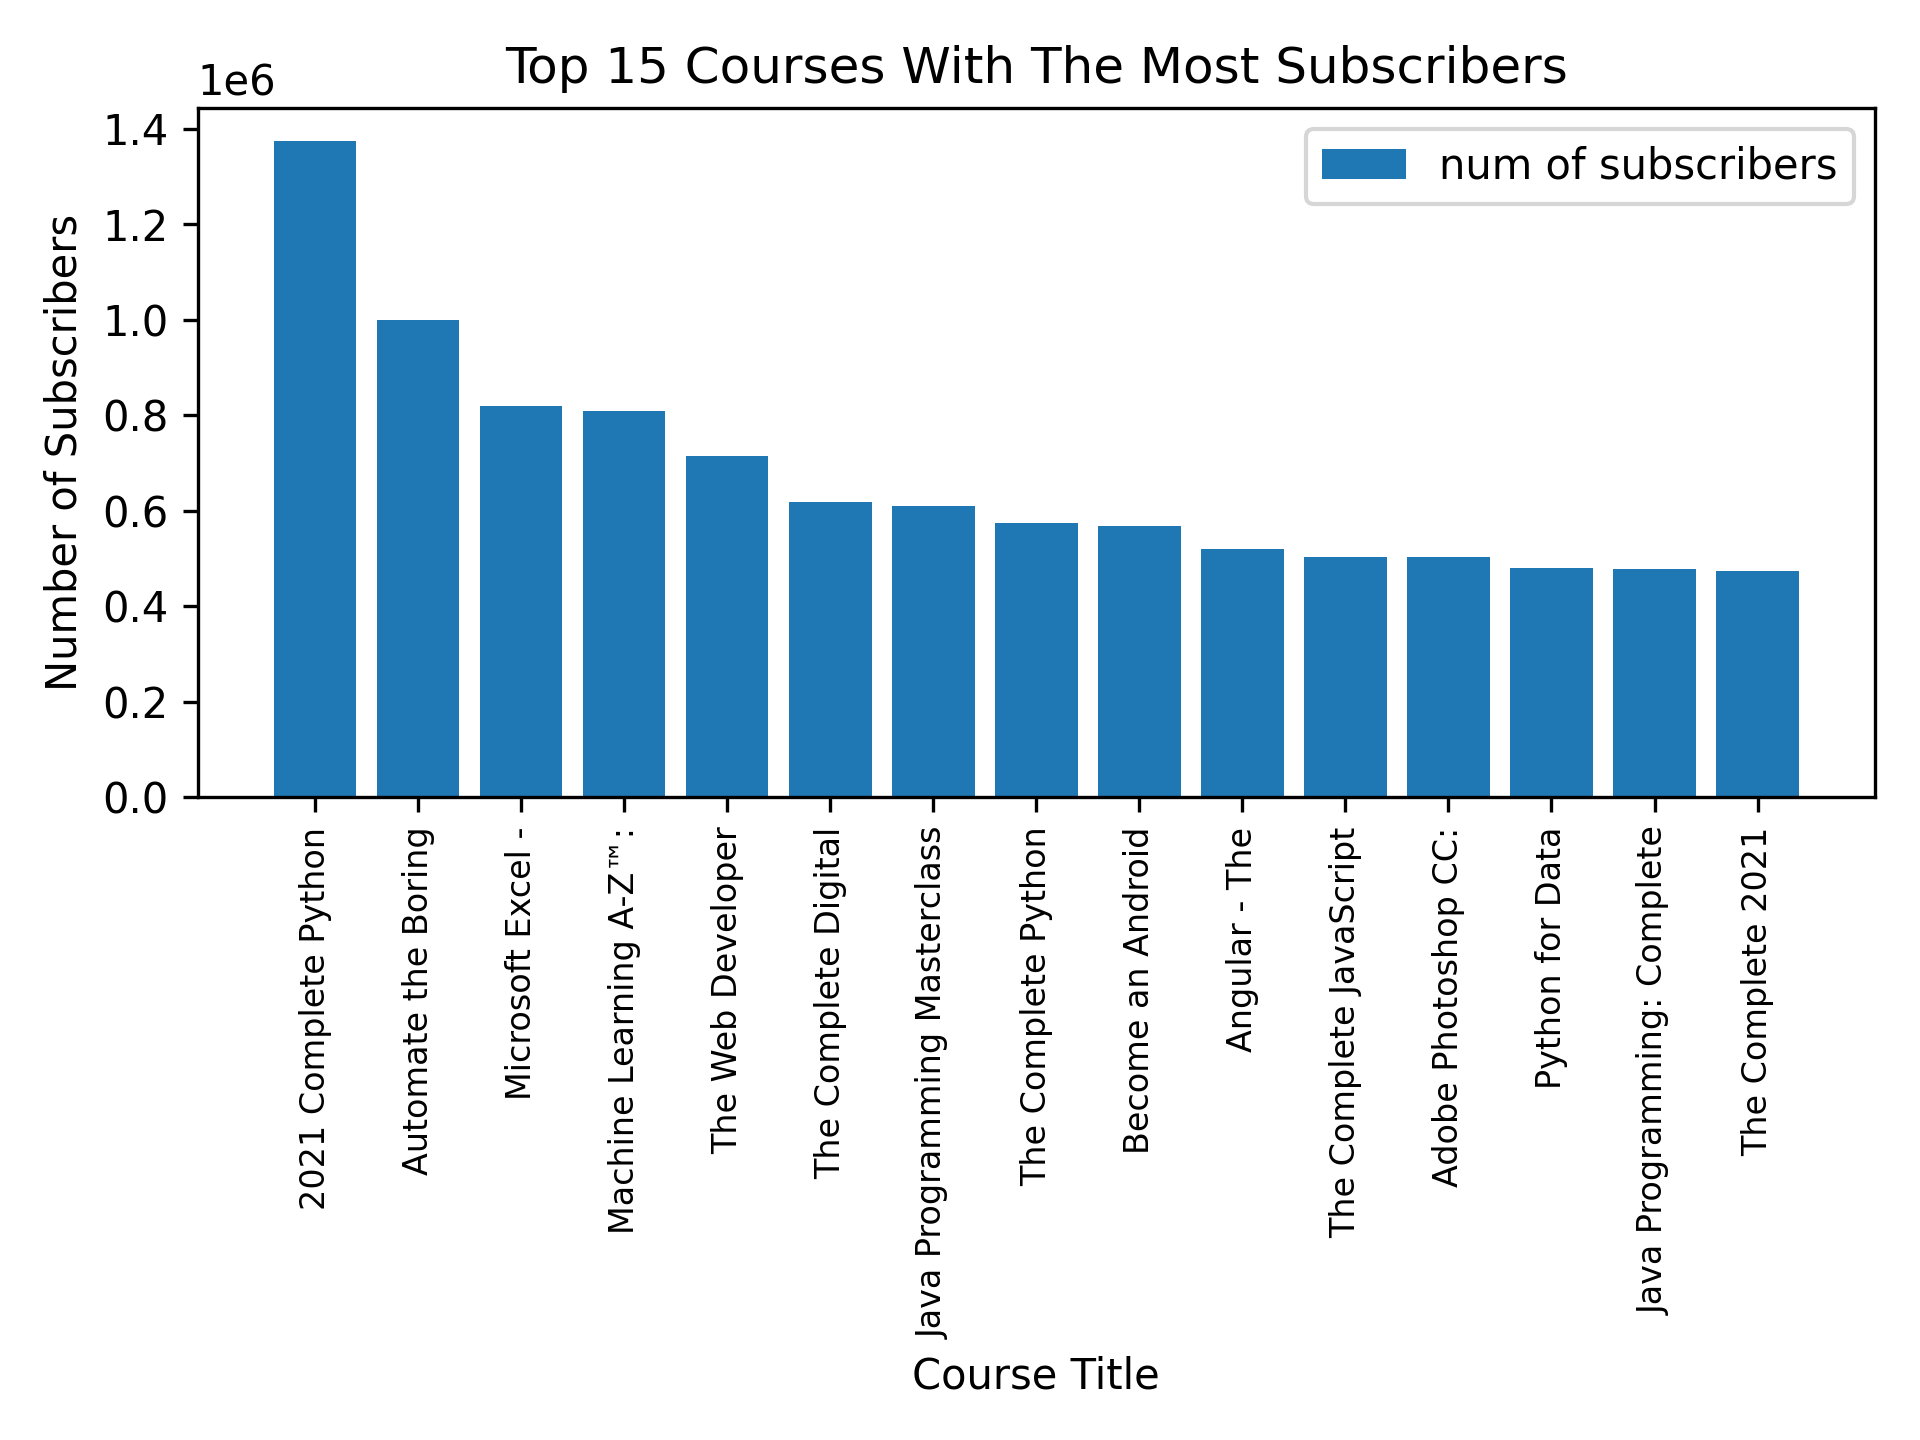 Top 15 Courses With The Most Subscribers
1e6
num of subscribers
Number of Subscribers
1.4
1.2
1.0
0.8
0.6
0.4
0.2
0.0
2021 Complete Python
Automate the Boring
Microsoft Excel -
Machine Learning A-Z™:
The Web Developer
The Complete Digital
Java Programming Masterclass
The Complete Python
Become an Android
Angular - The
The Complete JavaScript
Adobe Photoshop CC:
Python for Data
Java Programming: Complete
The Complete 2021
Course Title